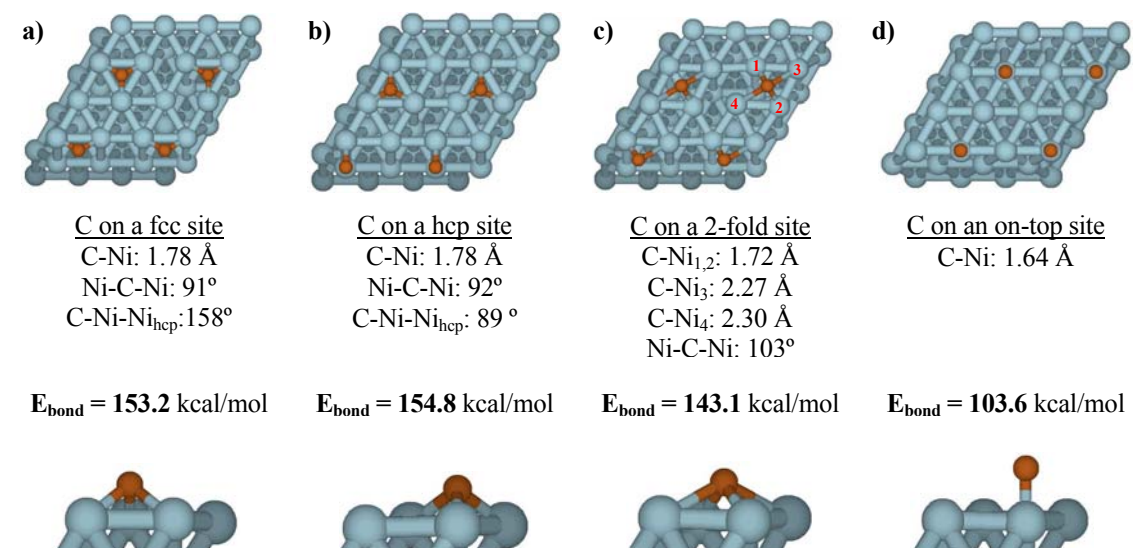 a)
b)
c)
d)
1
3
4
2
C on a fcc site
C-Ni: 1.78 Å
Ni-C-Ni: 91º
C-Ni-Nihcp:158º
Ebond = 153.2 kcal/mol
C on a hcp site
C-Ni: 1.78 Å
Ni-C-Ni: 92º
C-Ni-Nihcp: 89 º
Ebond = 154.8 kcal/mol
C on a 2-fold site
C-Ni1,2: 1.72 Å
C-Ni3: 2.27 Å
C-Ni4: 2.30 Å
Ni-C-Ni: 103º
Ebond = 143.1 kcal/mol
C on an on-top site
C-Ni: 1.64 Å
Ebond = 103.6 kcal/mol